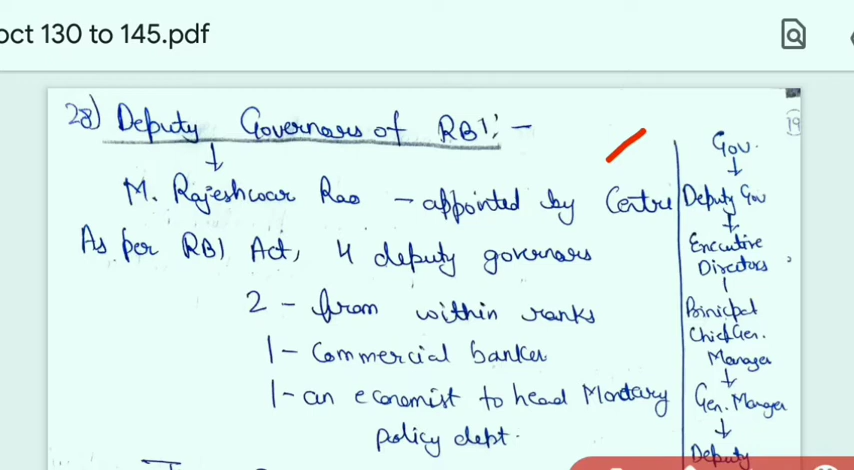 oct 130 to 145.pdf
19
28) Deputy Governors of RBI:-
M. Rajeshwar Rao - appointed by Centre
As per RBI Act, 4 deputy governors
2 - from within ranks
1 - Commercial banker
1 - an economist to head Monetary
policy dept.
Gov.
Deputy Gov
Executive
Directors
Prinicpal
Chief Gen.
Manager
Gen. Manger
Deputy